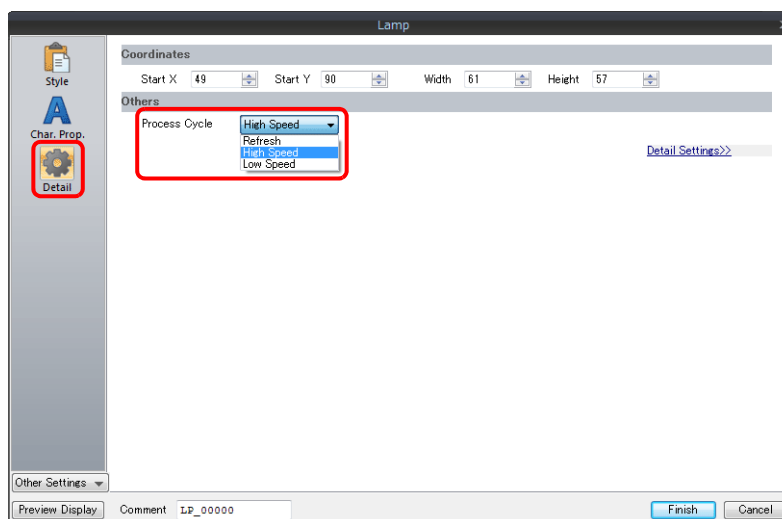 Lamp
Style
Char. Prop.
Detail
Coordinates
Start X 49 Start Y 90 Width 61 Height 57
Others
Process Cycle High Speed
Refresh
High Speed
Low Speed
Detail Settings>>
Other Settings
Preview Display Comment LP_00000 Finish Cancel